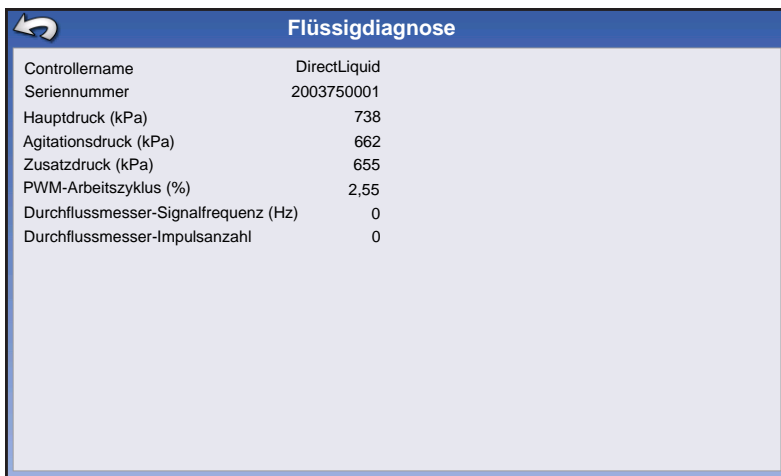 Flüssigdiagnose
Controllername DirectLiquid
Seriennummer 2003750001
Hauptdruck (kPa) 738
Agitationsdruck (kPa) 662
Zusatzdruck (kPa) 655
PWM-Arbeitszyklus (%) 2,55
Durchflussmesser-Signalfrequenz (Hz) 0
Durchflussmesser-Impulsanzahl 0